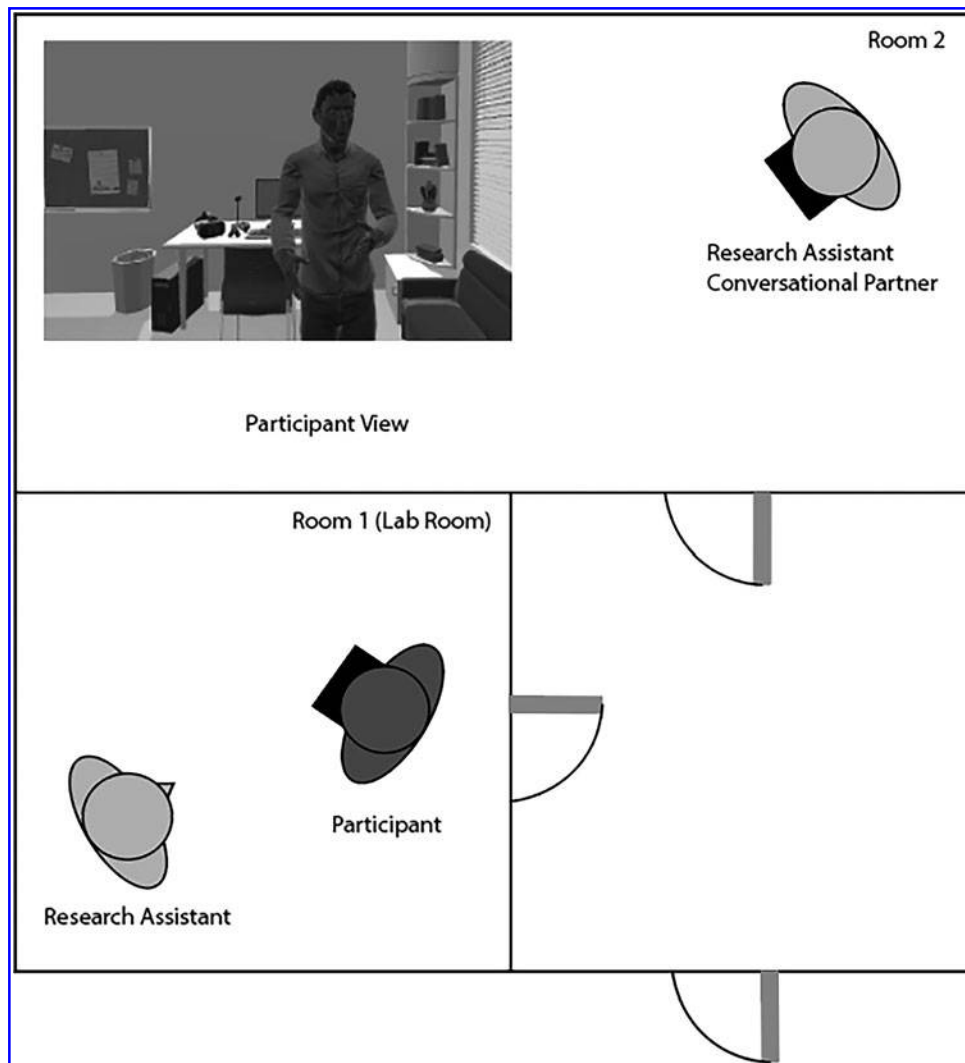 Room 2
Research Assistant
Conversational Partner
Participant View
Room 1 (Lab Room)
Participant
Research Assistant